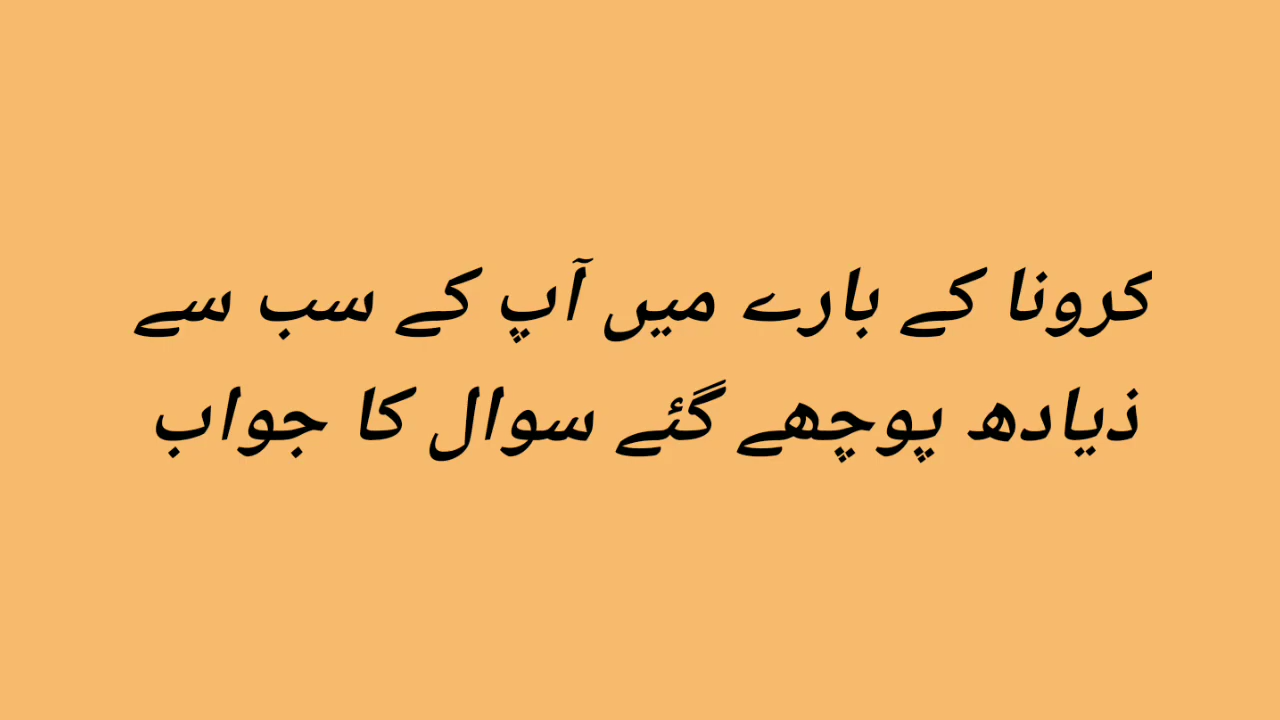 کرونا کے بارے میں آپ کے سب سے
ذیادھ پوچھے گئے سوال کا جواب